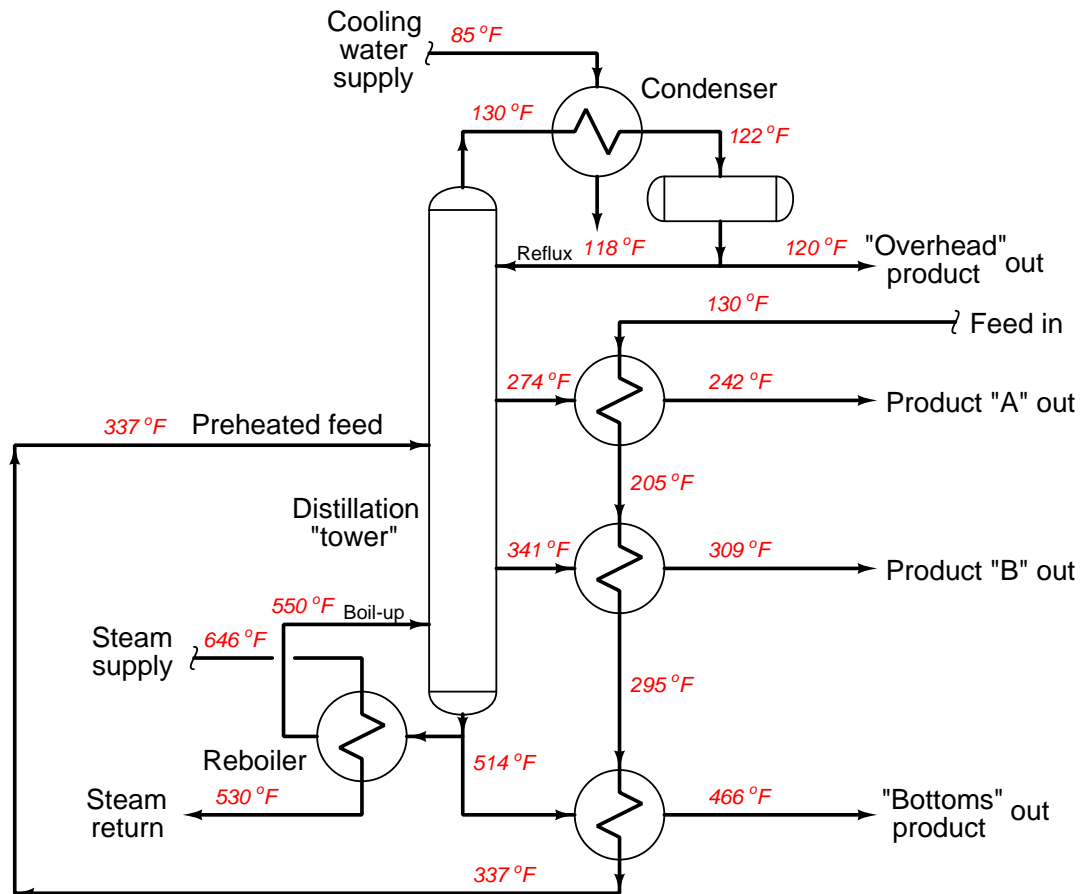 Cooling
water
supply
85 °F
Condenser
130 °F
122 °F
Reflux
118 °F
120 °F
"Overhead"
product
out
130 °F
Feed in
274 °F
242 °F
Product "A" out
337 °F
Preheated feed
205 °F
Distillation
"tower"
341 °F
309 °F
Product "B" out
550 °F
Boil-up
Steam
supply
646 °F
295 °F
Reboiler
514 °F
Steam
return
530 °F
466 °F
"Bottoms"
product
out
337 °F